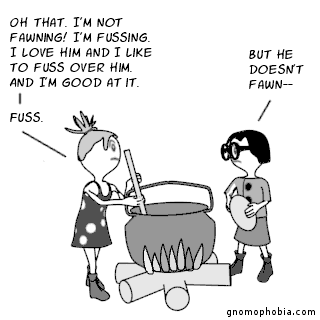 OH THAT. I'M NOT
FAWNING! I'M FUSSING.
I LOVE HIM AND I LIKE
TO FUSS OVER HIM.
AND I'M GOOD AT IT.
FUSS.
BUT HE
DOESN'T
FAWN--
gnomophobia.com